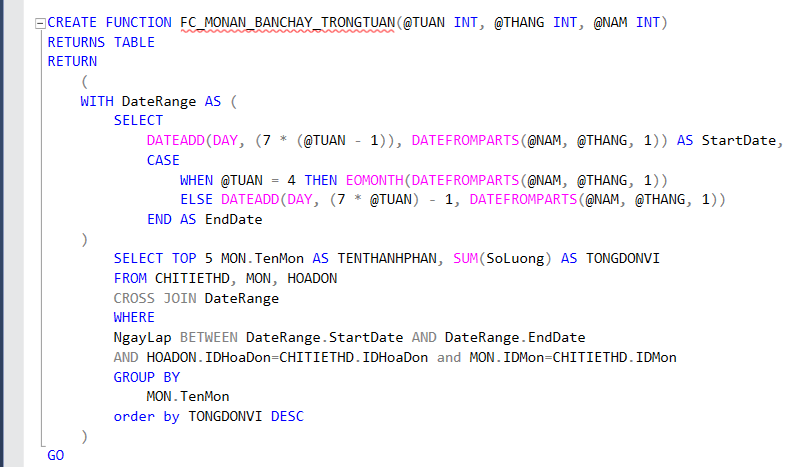 CREATE FUNCTION FC_MONAN_BANCHAY_TRONGTUAN(@TUAN INT, @THANG INT, @NAM INT)
RETURNS TABLE
RETURN
(
WITH DateRange AS (
SELECT
DATEADD(DAY, (7 * (@TUAN - 1)), DATEFROMPARTS(@NAM, @THANG, 1)) AS StartDate,
CASE
WHEN @TUAN = 4 THEN EOMONTH(DATEFROMPARTS(@NAM, @THANG, 1))
ELSE DATEADD(DAY, (7 * @TUAN) - 1, DATEFROMPARTS(@NAM, @THANG, 1))
END AS EndDate
)
SELECT TOP 5 MON.TenMon AS TENTHANHPHAN, SUM(SoLuong) AS TONGDONVI
FROM CHITIETHD, MON, HOADON
CROSS JOIN DateRange
WHERE
NgayLap BETWEEN DateRange.StartDate AND DateRange.EndDate
AND HOADON.IDHoaDon=CHITIETHD.IDHoaDon and MON.IDMon=CHITIETHD.IDMon
GROUP BY
MON.TenMon
order by TONGDONVI DESC
)
GO